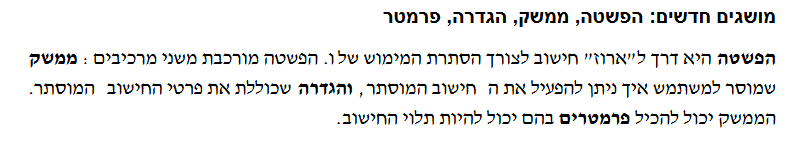 מושגים חדשים: הפשטה, ממשק, הגדרה, פרמטר
הפשטה היא דרך ל"ארוז" חישוב לצורך הסתרת המימוש של ו. הפשטה מורכבת משני מרכיבים: ממשק
שמוסר למשתמש איך ניתן להפעיל את ה חישוב המוסתר, והגדרה שכוללת את פרטי החישוב המוסתר.
הממשק יכול להכיל פרמטרים בהם יכול להיות תלוי החישוב.